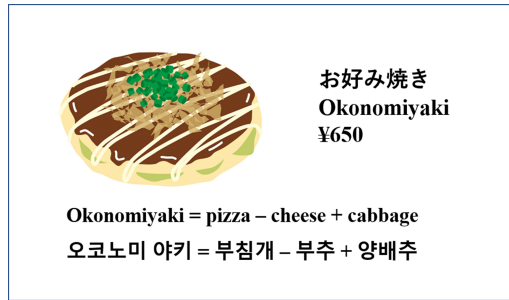 お好み焼き
Okonomiyaki
¥650
Okonomiyaki = pizza – cheese + cabbage
오코노미 야키 = 부침개 – 부추 + 양배추